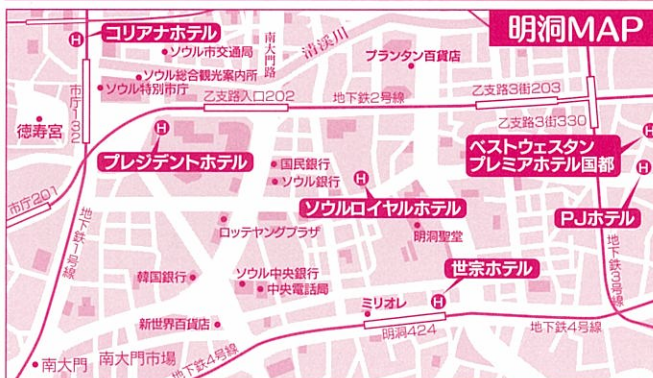 明洞MAP
コリアナホテル
ソウル市交通局
南大門路
清渓川
プランタン百貨店
ソウル総合観光案内所
ソウル特別市庁
市庁132
乙支路入口202
地下鉄2号線
乙支路3街203
乙支路3街330
徳寿宮
プレジデントホテル
国民銀行
ソウル銀行
ベストウェスタン
プレミアホテル国都
ソウルロイヤルホテル
PJホテル
市庁201
地下鉄1号線
ロッテヤングプラザ
明洞聖堂
地下鉄3号線
韓国銀行
ソウル中央銀行
中央電話局
世宗ホテル
ミリオレ
新世界百貨店
明洞424
地下鉄4号線
南大門
南大門市場
地下鉄4号線
H
H
H
H
H
H